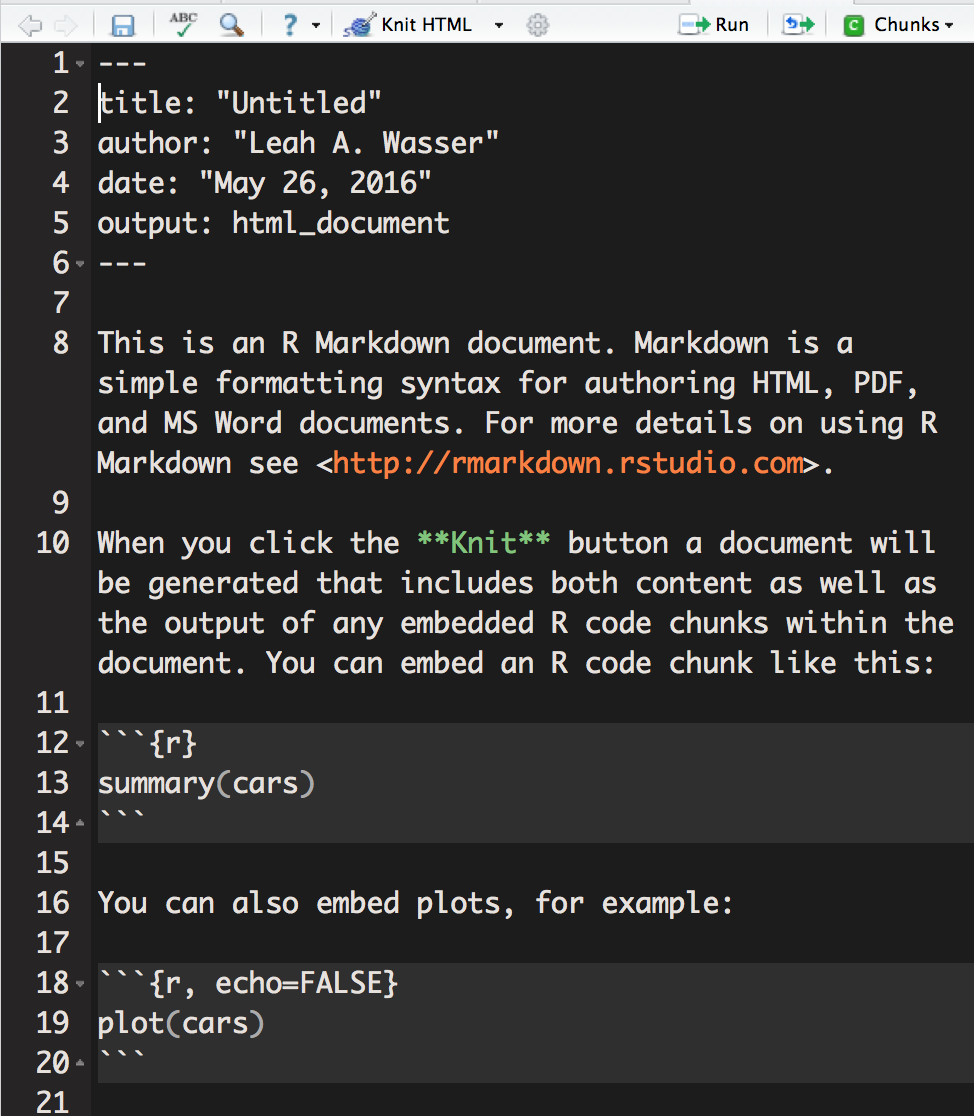 ABC ? Knit HTML Run C Chunks
1 ---
2 title: "Untitled"
3 author: "Leah A. Wasser"
4 date: "May 26, 2016"
5 output: html_document
6 ---
7
8 This is an R Markdown document. Markdown is a
simple formatting syntax for authoring HTML, PDF,
and MS Word documents. For more details on using R
Markdown see <http://rmarkdown.rstudio.com>.
9
10 When you click the **Knit** button a document will
be generated that includes both content as well as
the output of any embedded R code chunks within the
document. You can embed an R code chunk like this:
11
12 ```{r}
13 summary(cars)
14 ```
15
16 You can also embed plots, for example:
17
18 ```{r, echo=FALSE}
19 plot(cars)
20 ```
21